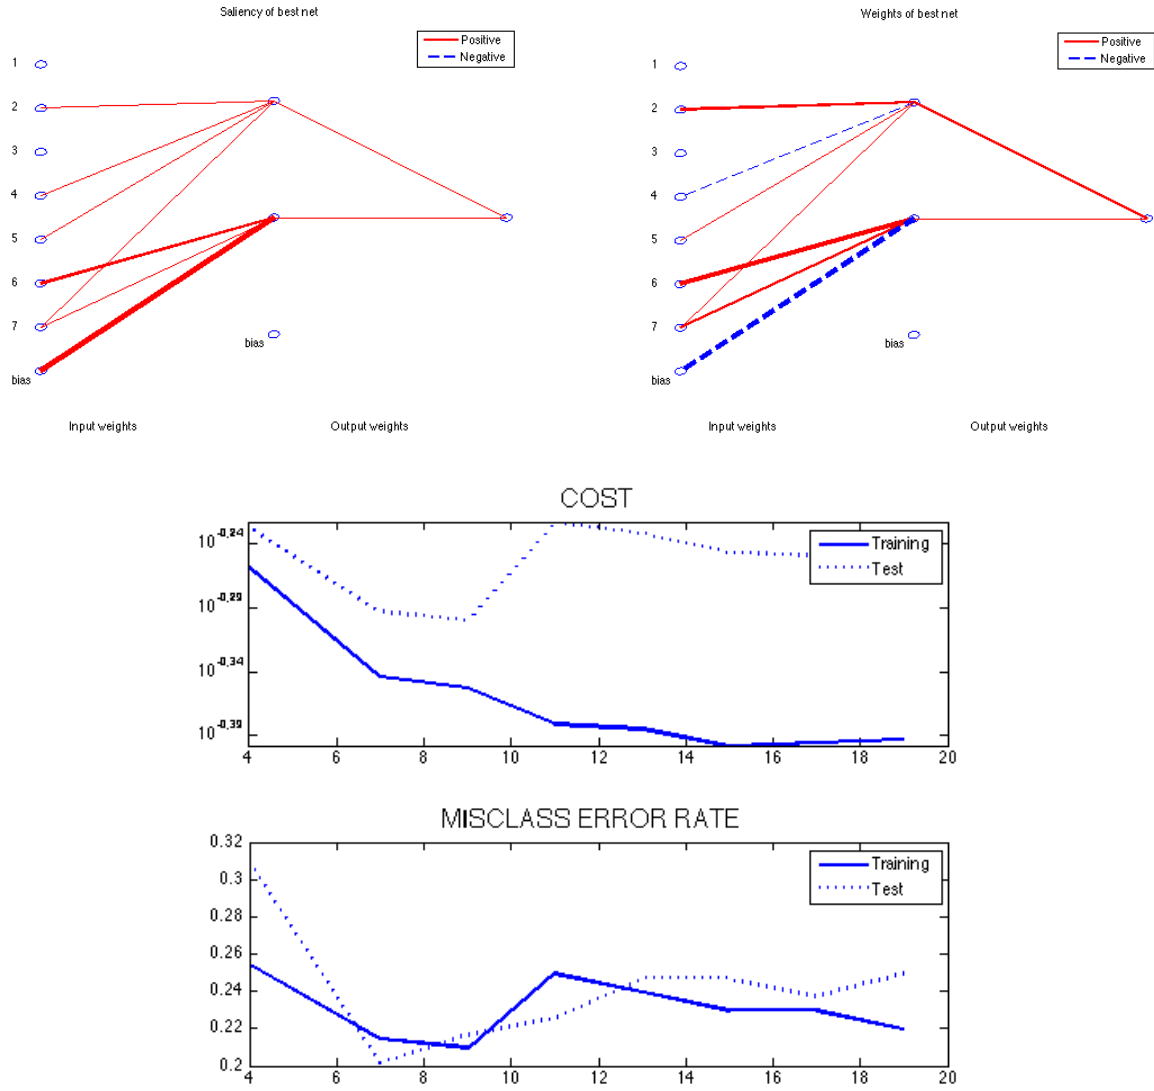 Saliency of best net
Positive
Negative
1
2
3
4
5
6
7
bias
bias
Input weights
Output weights
Weights of best net
Positive
Negative
1
2
3
4
5
6
7
bias
bias
Input weights
Output weights
COST
10^-0.24
10^-0.29
10^-0.34
10^-0.39
Training
Test
4 6 8 10 12 14 16 18 20
MISCLASS ERROR RATE
0.32
0.3
0.28
0.26
0.24
0.22
0.2
Training
Test
4 6 8 10 12 14 16 18 20